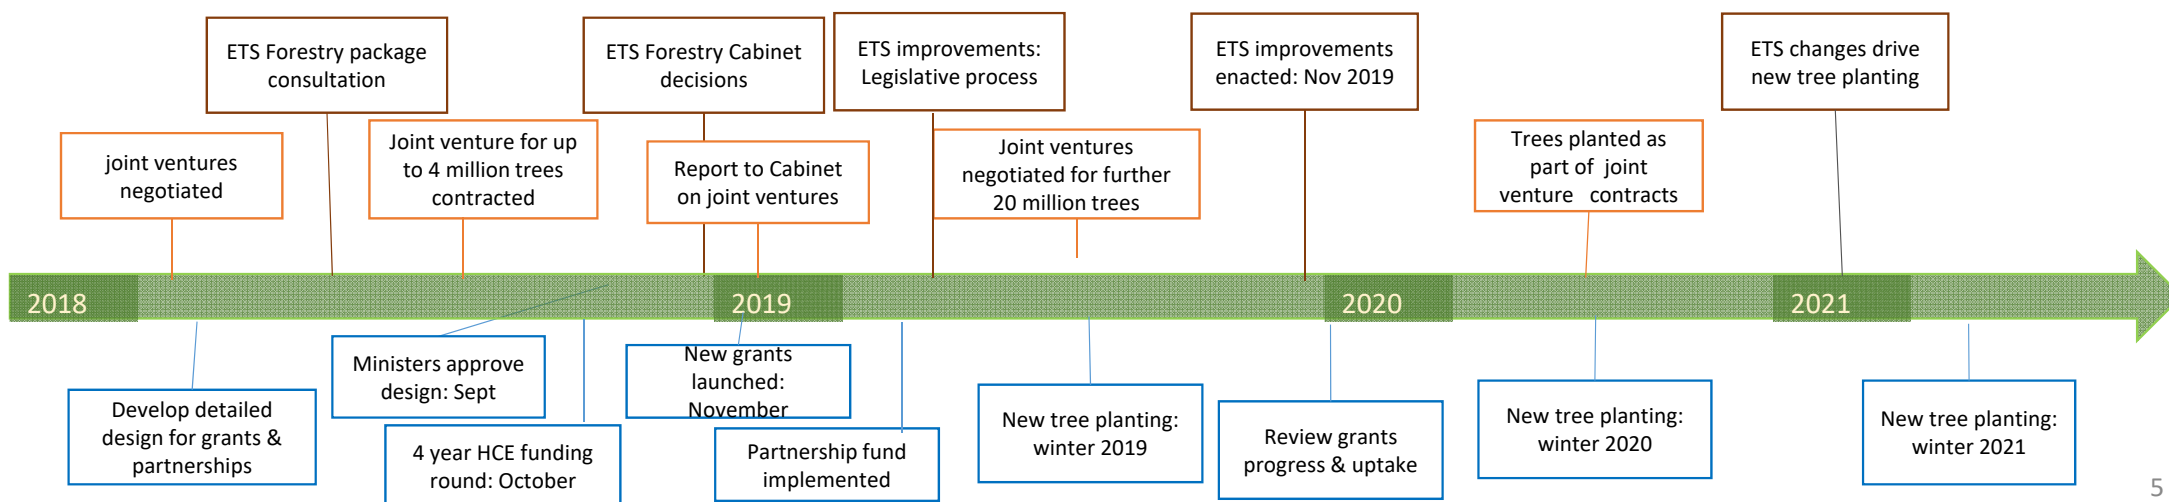 ETS Forestry package
consultation
ETS Forestry Cabinet
decisions
ETS improvements:
Legislative process
ETS improvements
enacted: Nov 2019
ETS changes drive
new tree planting
joint ventures
negotiated
Joint venture for up
to 4 million trees
contracted
Report to Cabinet
on joint ventures
Joint ventures
negotiated for further
20 million trees
Trees planted as
part of joint
venture contracts
2018
2019
2020
2021
Develop detailed
design for grants &
partnerships
Ministers approve
design: Sept
4 year HCE funding
round: October
New grants
launched:
November
Partnership fund
implemented
New tree planting:
winter 2019
Review grants
progress & uptake
New tree planting:
winter 2020
New tree planting:
winter 2021
5